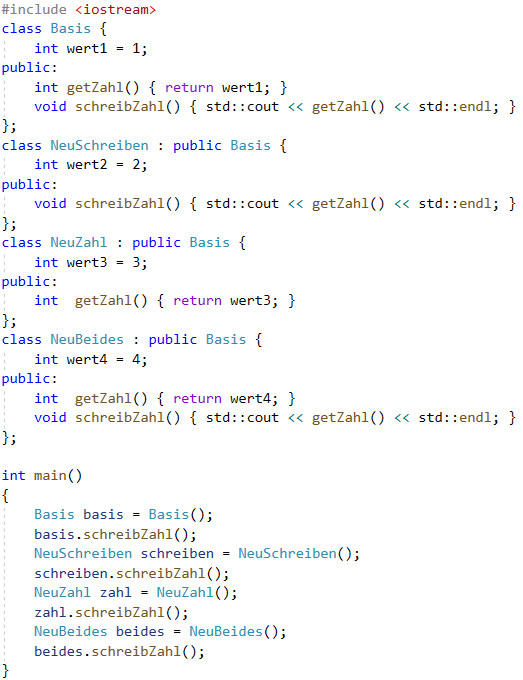 #include <iostream>
class Basis {
    int wert1 = 1;
public:
    int getZahl() { return wert1; }
    void schreibZahl() { std::cout << getZahl() << std::endl; }
};
class NeuSchreiben : public Basis {
    int wert2 = 2;
public:
    void schreibZahl() { std::cout << getZahl() << std::endl; }
};
class NeuZahl : public Basis {
    int wert3 = 3;
public:
    int  getZahl() { return wert3; }
};
class NeuBeides : public Basis {
    int wert4 = 4;
public:
    int  getZahl() { return wert4; }
    void schreibZahl() { std::cout << getZahl() << std::endl; }
};

int main()
{
    Basis basis = Basis();
    basis.schreibZahl();
    NeuSchreiben schreiben = NeuSchreiben();
    schreiben.schreibZahl();
    NeuZahl zahl = NeuZahl();
    zahl.schreibZahl();
    NeuBeides beides = NeuBeides();
    beides.schreibZahl();
}